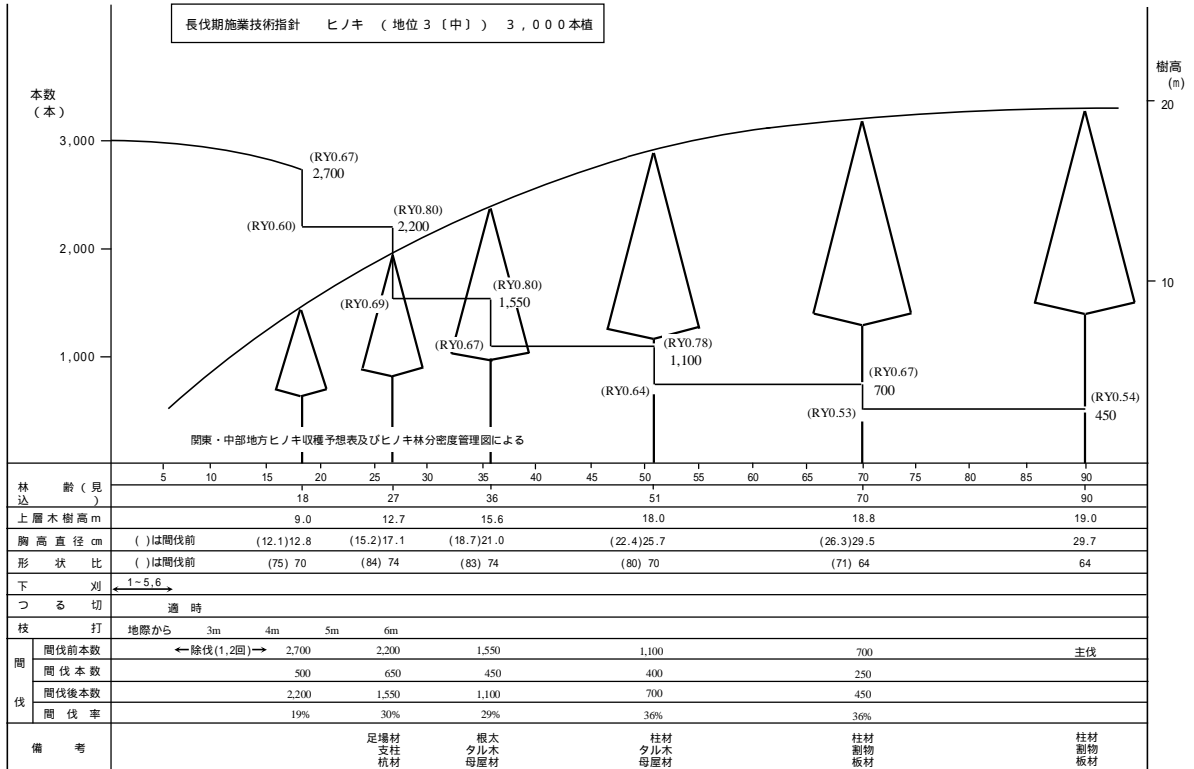 長伐期施業技術指針 ヒノキ (地位3〔中〕) 3,000本植
本数
(本)
樹高
(m)
20
3,000
(RY0.67)
2,700
(RY0.80)
(RY0.60)
2,200
2,000
(RY0.80)
10
(RY0.69)
1,550
(RY0.67)
(RY0.78)
1,000
1,100
(RY0.67)
(RY0.64)
700
(RY0.54)
(RY0.53)
450
関東・中部地方ヒノキ収穫予想表及びヒノキ林分密度管理図による
5 10 15 20 25 30 35 40 45 50 55 60 65 70 75 80 85 90
林齢(見込)
18 27 36 51 70 90
上層木樹高m 9.0 12.7 15.6 18.0 18.8 19.0
胸高直径㎝ ( )は間伐前 (12.1)12.8 (15.2)17.1 (18.7)21.0 (22.4)25.7 (26.3)29.5 29.7
形状比 ( )は間伐前 (75) 70 (84) 74 (83) 74 (80) 70 (71) 64 64
下刈 1~5,6
つる切 適時
枝打 地際から 3m 4m 5m 6m
間伐
間伐前本数 ←除伐(1,2回)→ 2,700 2,200 1,550 1,100 700 主伐
間伐本数 500 650 450 400 250
間伐後本数 2,200 1,550 1,100 700 450
間伐率 19% 30% 29% 36% 36%
備考
足場材 根太 柱材 柱材 柱材
支柱 タル木 タル木 割物 割物
杭材 母屋材 母屋材 板材 板材